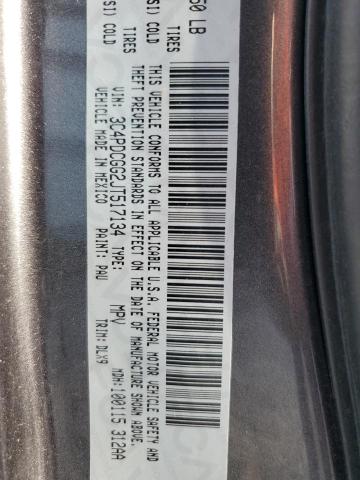 50 LB
TIRES
TIRES
SI) COLD
SI) COLD
THIS VEHICLE CONFORMS TO ALL APPLICABLE U.S.A. FEDERAL MOTOR VEHICLE SAFETY AND
THEFT PREVENTION STANDARDS IN EFFECT ON THE DATE OF MANUFACTURE SHOWN ABOVE.
VIN: 3C4PDCGG2JT517134 TYPE: MPV MDH:100115 312AA
VEHICLE MADE IN MEXICO PAINT: PAU TRIM: DLX9